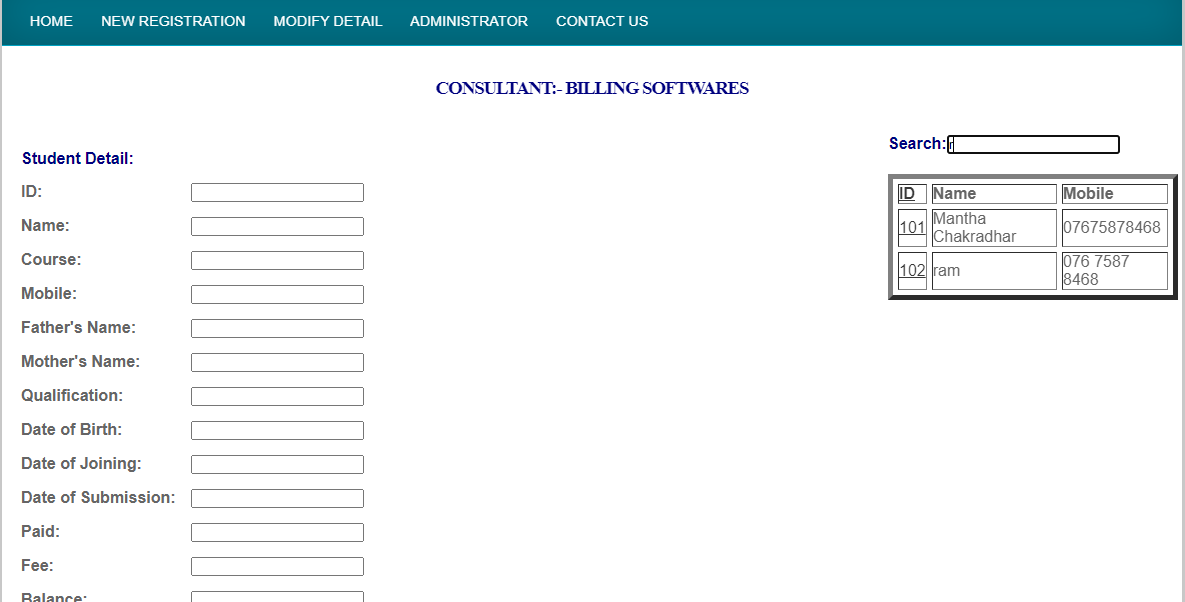 HOME NEW REGISTRATION MODIFY DETAIL ADMINISTRATOR CONTACT US
CONSULTANT:- BILLING SOFTWARES
Search: r
ID Name Mobile
101 Mantha Chakradhar 07675878468
102 ram 076 7587 8468
Student Detail:
ID:
Name:
Course:
Mobile:
Father's Name:
Mother's Name:
Qualification:
Date of Birth:
Date of Joining:
Date of Submission:
Paid:
Fee:
Balance: